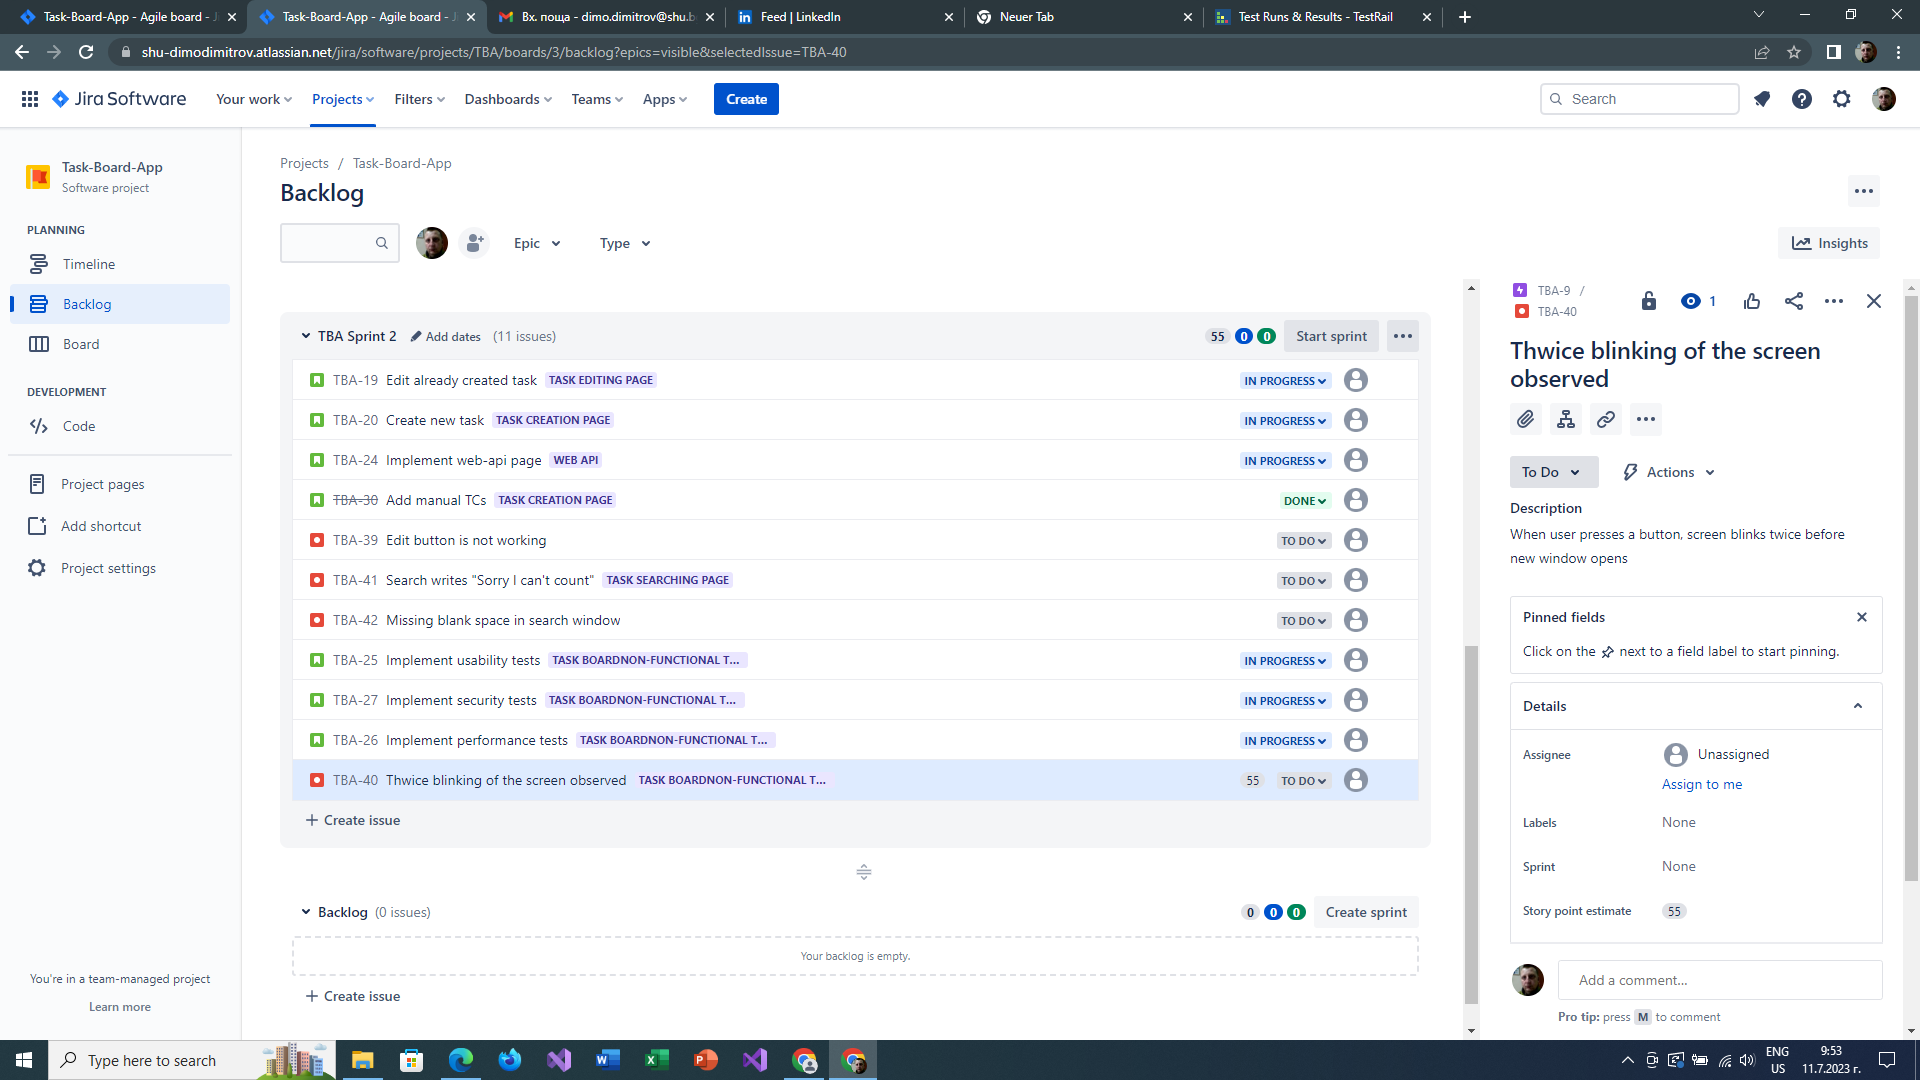 Task-Board-App - Agile board - J
Task-Board-App - Agile board - J
Вх. поща - dimo.dimitrov@shu.b
Feed | LinkedIn
Neuer Tab
Test Runs & Results - TestRail
shu-dimodimitrov.atlassian.net/jira/software/projects/TBA/boards/3/backlog?epics=visible&selectedIssue=TBA-40
Jira Software
Your work
Projects
Filters
Dashboards
Teams
Apps
Create
Search
Task-Board-App
Software project
PLANNING
Timeline
Backlog
Board
DEVELOPMENT
Code
Project pages
Add shortcut
Project settings
You're in a team-managed project
Learn more
Projects / Task-Board-App
Backlog
Epic
Type
Insights
TBA Sprint 2 Add dates (11 issues) 55 0 0 Start sprint
TBA-19 Edit already created task TASK EDITING PAGE IN PROGRESS
TBA-20 Create new task TASK CREATION PAGE IN PROGRESS
TBA-24 Implement web-api page WEB API IN PROGRESS
TBA-30 Add manual TCs TASK CREATION PAGE DONE
TBA-39 Edit button is not working TO DO
TBA-41 Search writes "Sorry I can't count" TASK SEARCHING PAGE TO DO
TBA-42 Missing blank space in search window TO DO
TBA-25 Implement usability tests TASK BOARDNON-FUNCTIONAL T... IN PROGRESS
TBA-27 Implement security tests TASK BOARDNON-FUNCTIONAL T... IN PROGRESS
TBA-26 Implement performance tests TASK BOARDNON-FUNCTIONAL T... IN PROGRESS
TBA-40 Thwice blinking of the screen observed TASK BOARDNON-FUNCTIONAL T... 55 TO DO
Create issue
Backlog (0 issues) 0 0 0 Create sprint
Your backlog is empty.
Create issue
TBA-9 /
TBA-40
1
Thwice blinking of the screen
observed
To Do
Actions
Description
When user presses a button, screen blinks twice before
new window opens
Pinned fields
Click on the next to a field label to start pinning.
Details
Assignee Unassigned
Assign to me
Labels None
Sprint None
Story point estimate 55
Add a comment...
Pro tip: press M to comment
Type here to search
ENG
US
9:53
11.7.2023 г.